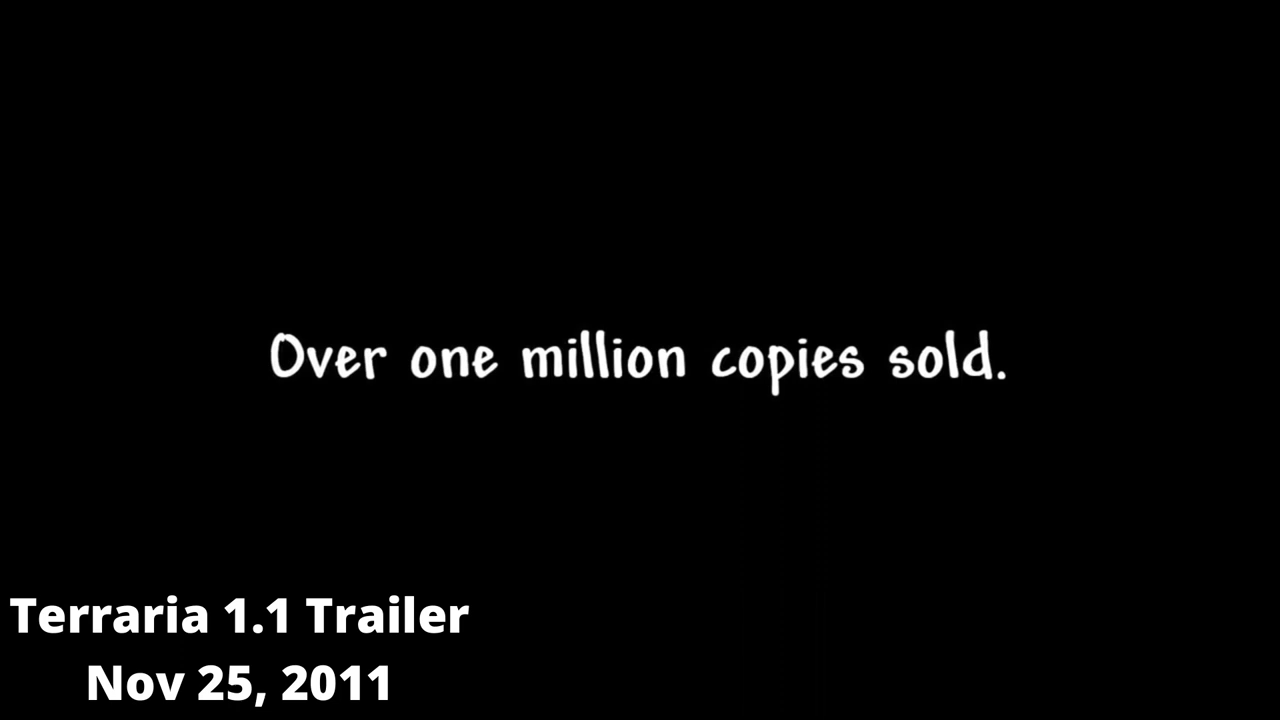 Over one million copies sold.
Terraria 1.1 Trailer
Nov 25, 2011